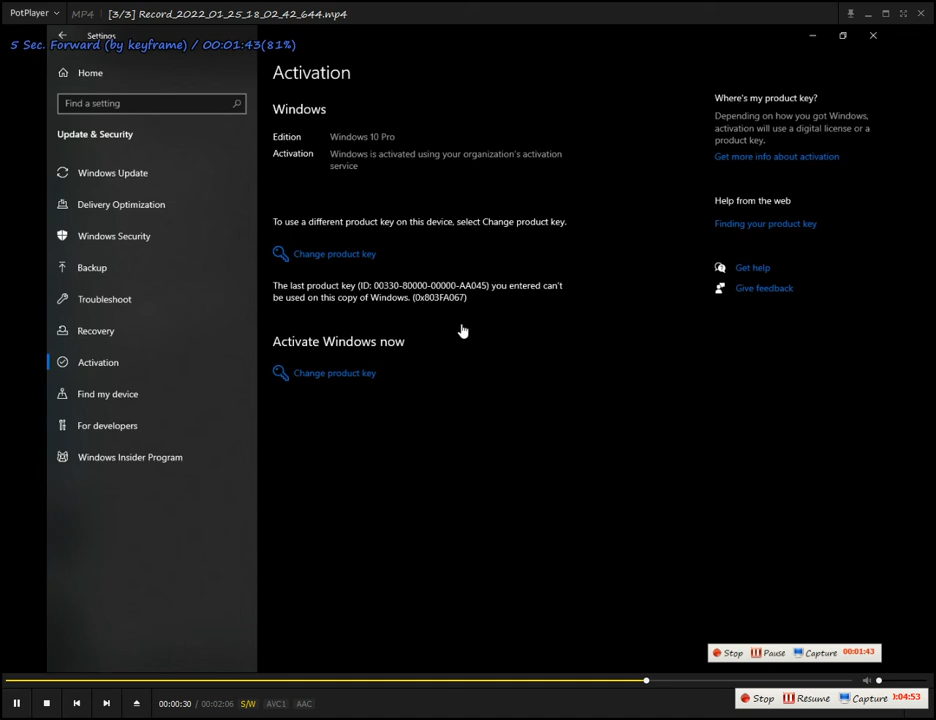 PotPlayer
MP4
[3/3] Record_2022_01_25_18_02_42_644.mp4
5 Sec. Forward (by keyframe) / 00:01:43(81%)
Settings
Home
Find a setting
Update & Security
Windows Update
Delivery Optimization
Windows Security
Backup
Troubleshoot
Recovery
Activation
Find my device
For developers
Windows Insider Program
Activation
Windows
Edition Windows 10 Pro
Activation Windows is activated using your organization's activation
service
To use a different product key on this device, select Change product key.
Change product key
The last product key (ID: 00330-80000-00000-AA045) you entered can't
be used on this copy of Windows. (0x803FA067)
Activate Windows now
Change product key
Where's my product key?
Depending on how you got Windows,
activation will use a digital license or a
product key.
Get more info about activation
Help from the web
Finding your product key
Get help
Give feedback
Stop Pause Capture 00:01:43
00:00:30 / 00:02:06 S/W AVC1 AAC
Stop Resume Capture 0:04:53